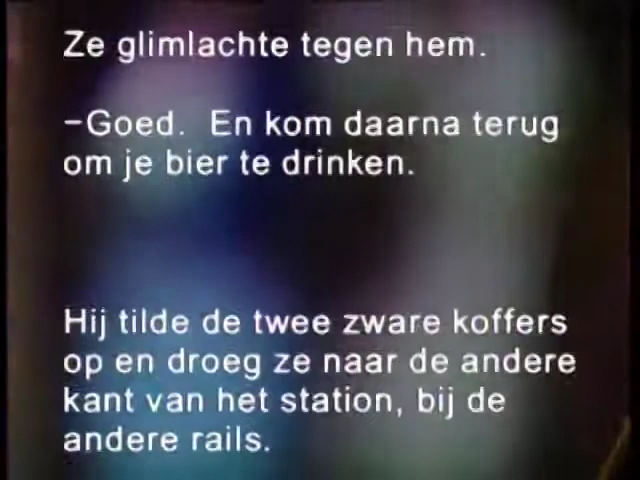 Ze glimlachte tegen hem.
–Goed. En kom daarna terug
om je bier te drinken.
Hij tilde de twee zware koffers
op en droeg ze naar de andere
kant van het station, bij de
andere rails.